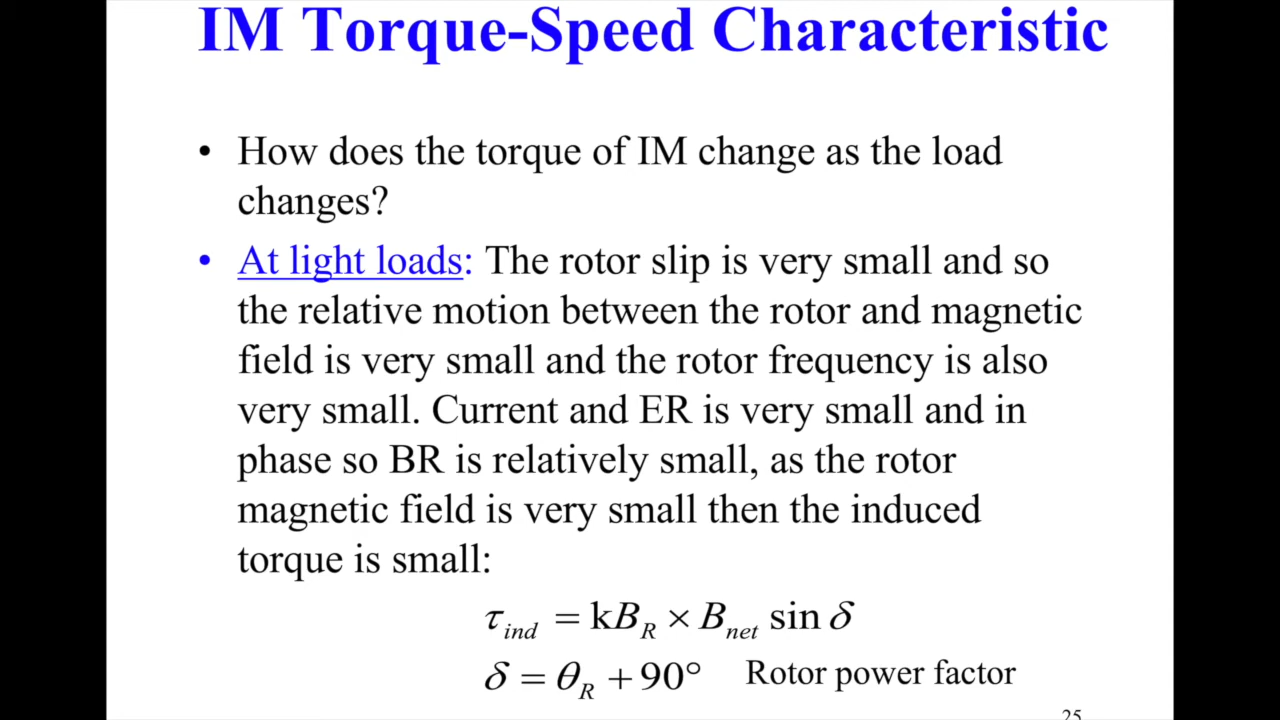 IM Torque-Speed Characteristic
• How does the torque of IM change as the load
changes?
• At light loads: The rotor slip is very small and so
the relative motion between the rotor and magnetic
field is very small and the rotor frequency is also
very small. Current and ER is very small and in
phase so BR is relatively small, as the rotor
magnetic field is very small then the induced
torque is small:
τ_ind = kB_R × B_net sin δ
δ = θ_R + 90° Rotor power factor
25